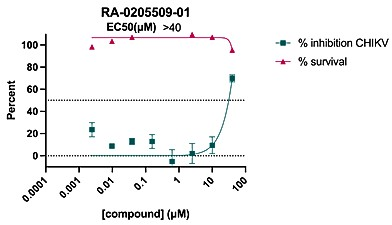 RA-0205509-01
EC50(µM) >40
% inhibition CHIKV
% survival
Percent
100
80
60
40
20
0
0.0001
0.001
0.01
0.1
1
10
100
[compound] (µM)